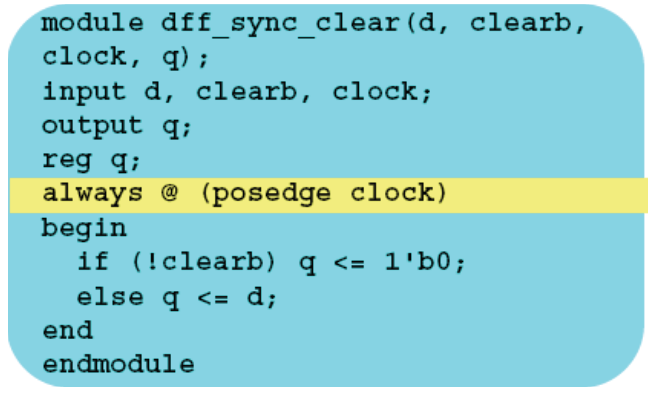 module dff_sync_clear(d, clearb,
clock, q);
input d, clearb, clock;
output q;
reg q;
always @ (posedge clock)
begin
  if (!clearb) q <= 1'b0;
  else q <= d;
end
endmodule